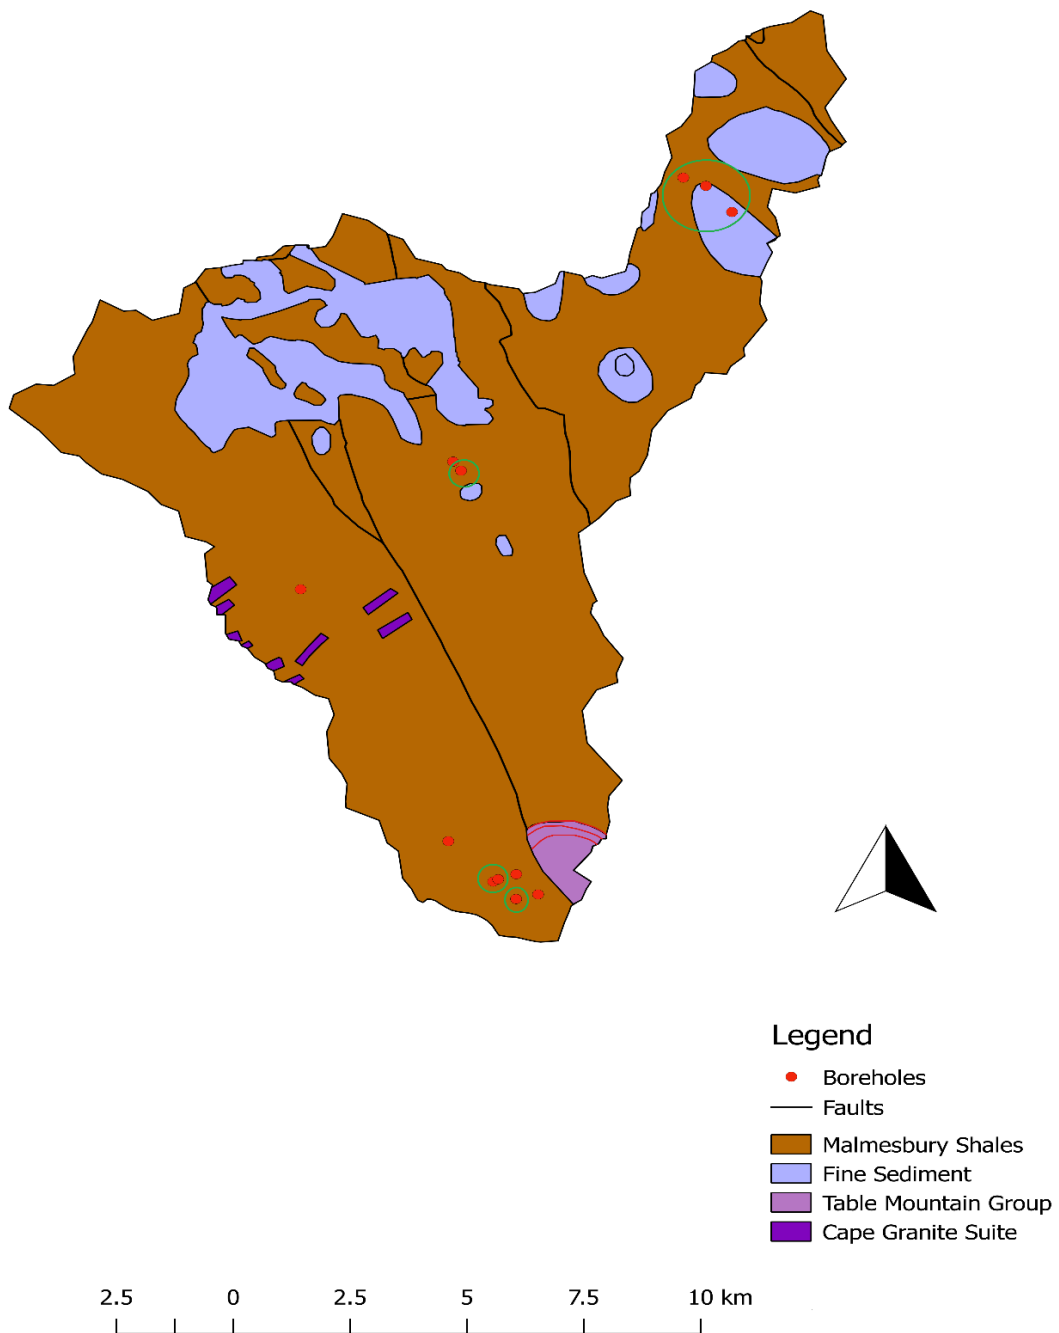 Legend
Boreholes
Faults
Malmesbury Shales
Fine Sediment
Table Mountain Group
Cape Granite Suite
2.5 0 2.5 5 7.5 10 km